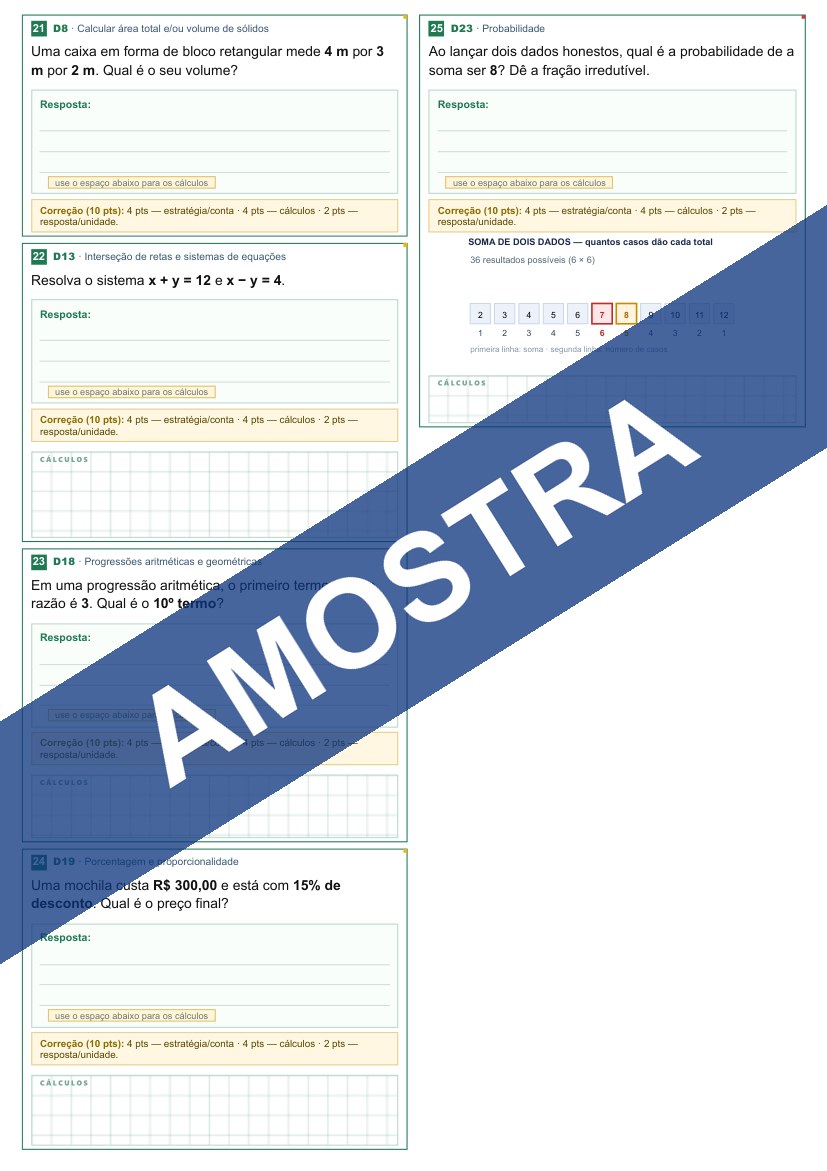 21 D8 · Calcular área total e/ou volume de sólidos
Uma caixa em forma de bloco retangular mede 4 m por 3
m por 2 m. Qual é o seu volume?
Resposta:
use o espaço abaixo para os cálculos
Correção (10 pts): 4 pts — estratégia/conta · 4 pts — cálculos · 2 pts —
resposta/unidade.
22 D13 · Interseção de retas e sistemas de equações
Resolva o sistema x + y = 12 e x − y = 4.
Resposta:
use o espaço abaixo para os cálculos
Correção (10 pts): 4 pts — estratégia/conta · 4 pts — cálculos · 2 pts —
resposta/unidade.
CÁLCULOS
23 D18 · Progressões aritméticas e geométricas
Em uma progressão aritmética, o primeiro termo
razão é 3. Qual é o 10º termo?
Resposta:
use o espaço abaixo para
Correção (10 pts): 4 pts — 4 pts — cálculos · 2 pts —
resposta/unidade.
CÁLCULOS
24 D19 · Porcentagem e proporcionalidade
Uma mochila custa R$ 300,00 e está com 15% de
desconto. Qual é o preço final?
Resposta:
use o espaço abaixo para os cálculos
Correção (10 pts): 4 pts — estratégia/conta · 4 pts — cálculos · 2 pts —
resposta/unidade.
CÁLCULOS
25 D23 · Probabilidade
Ao lançar dois dados honestos, qual é a probabilidade de a
soma ser 8? Dê a fração irredutível.
Resposta:
use o espaço abaixo para os cálculos
Correção (10 pts): 4 pts — estratégia/conta · 4 pts — cálculos · 2 pts —
resposta/unidade.
SOMA DE DOIS DADOS — quantos casos dão cada total
36 resultados possíveis (6 × 6)
2 3 4 5 6 7 8 9 10 11 12
1 2 3 4 5 6 5 4 3 2 1
primeira linha: soma · segunda linha: número de casos
CÁLCULOS
AMOSTRA